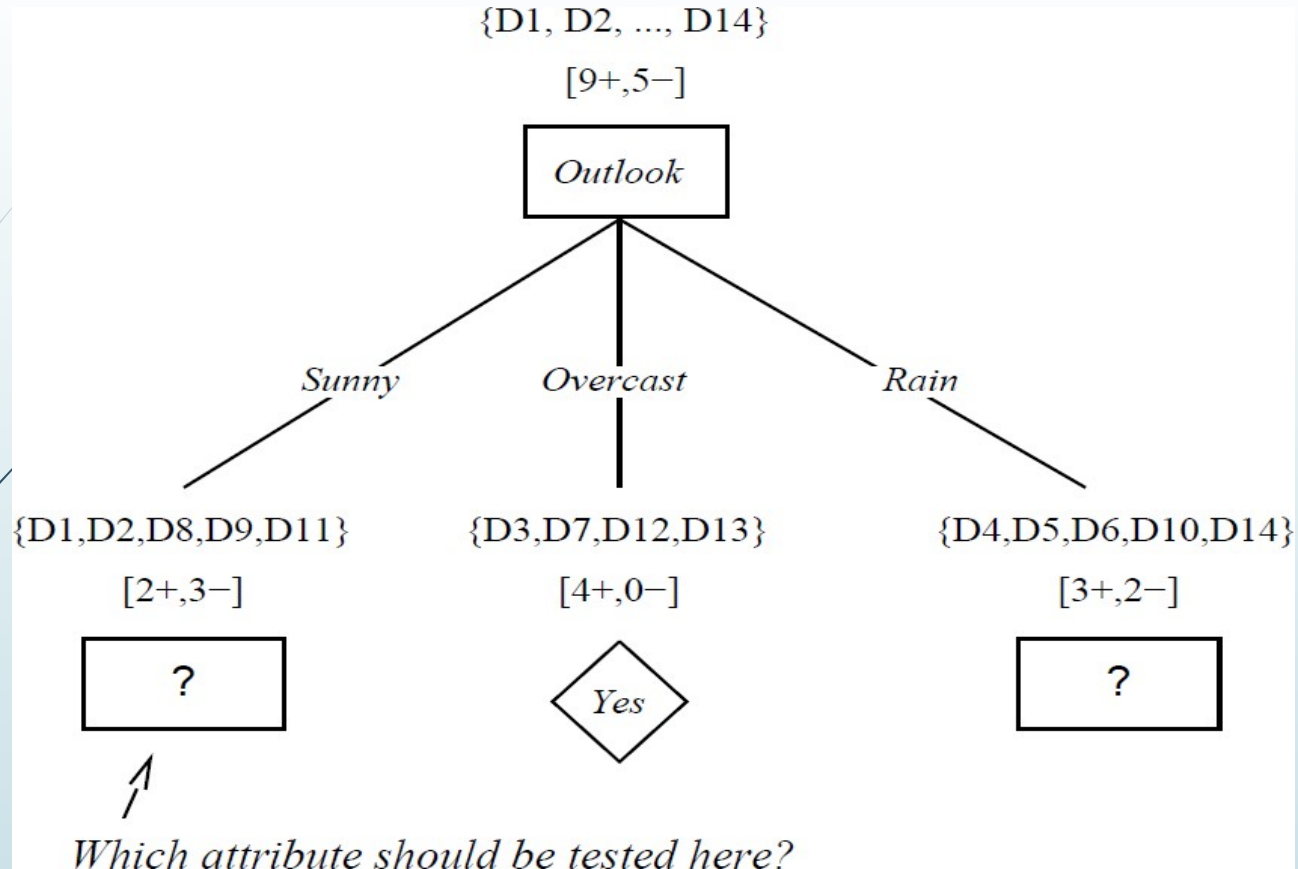 {D1, D2, ..., D14}
[9+,5−]
Outlook
Sunny Overcast Rain
{D1,D2,D8,D9,D11} {D3,D7,D12,D13} {D4,D5,D6,D10,D14}
[2+,3−] [4+,0−] [3+,2−]
? Yes ?
Which attribute should be tested here?